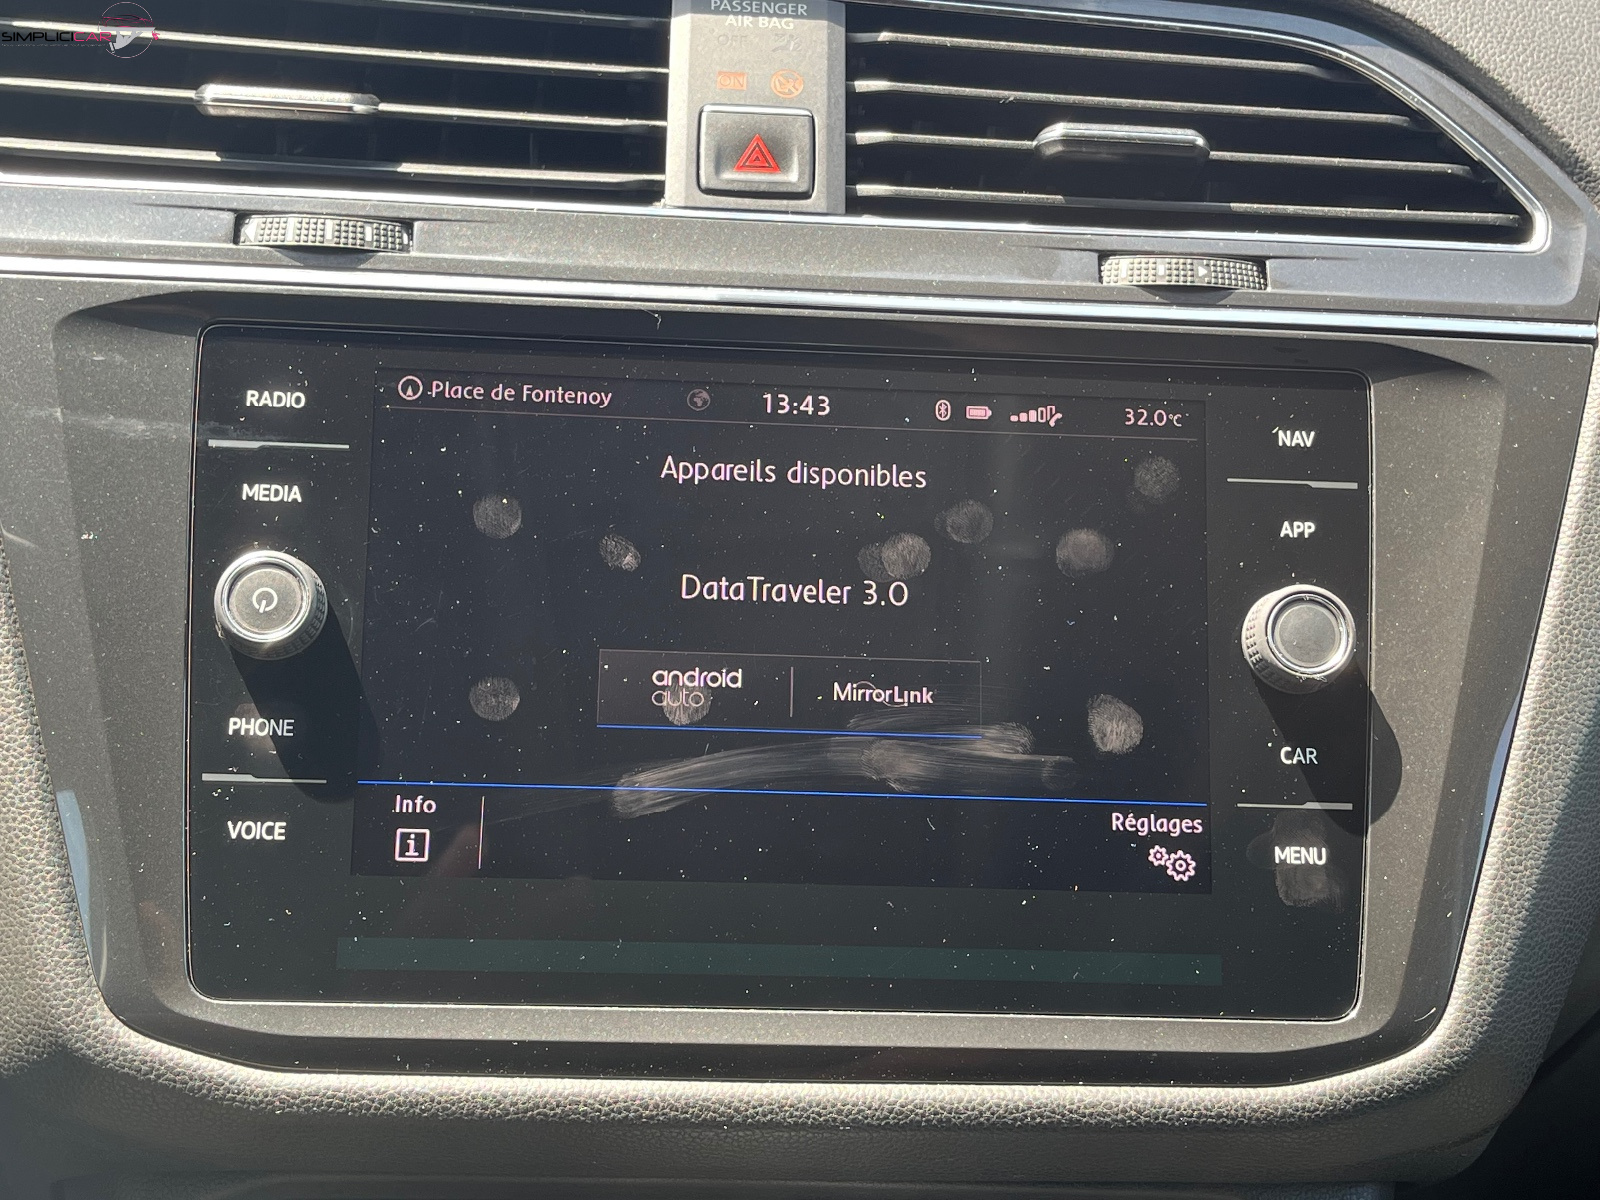 SIMPLICICAR
PASSENGER
AIR BAG
ON
RADIO
MEDIA
PHONE
VOICE
Place de Fontenoy
13:43
32.0°C
Appareils disponibles
DataTraveler 3.0
android
auto
MirrorLink
Info
i
Réglages
NAV
APP
CAR
MENU